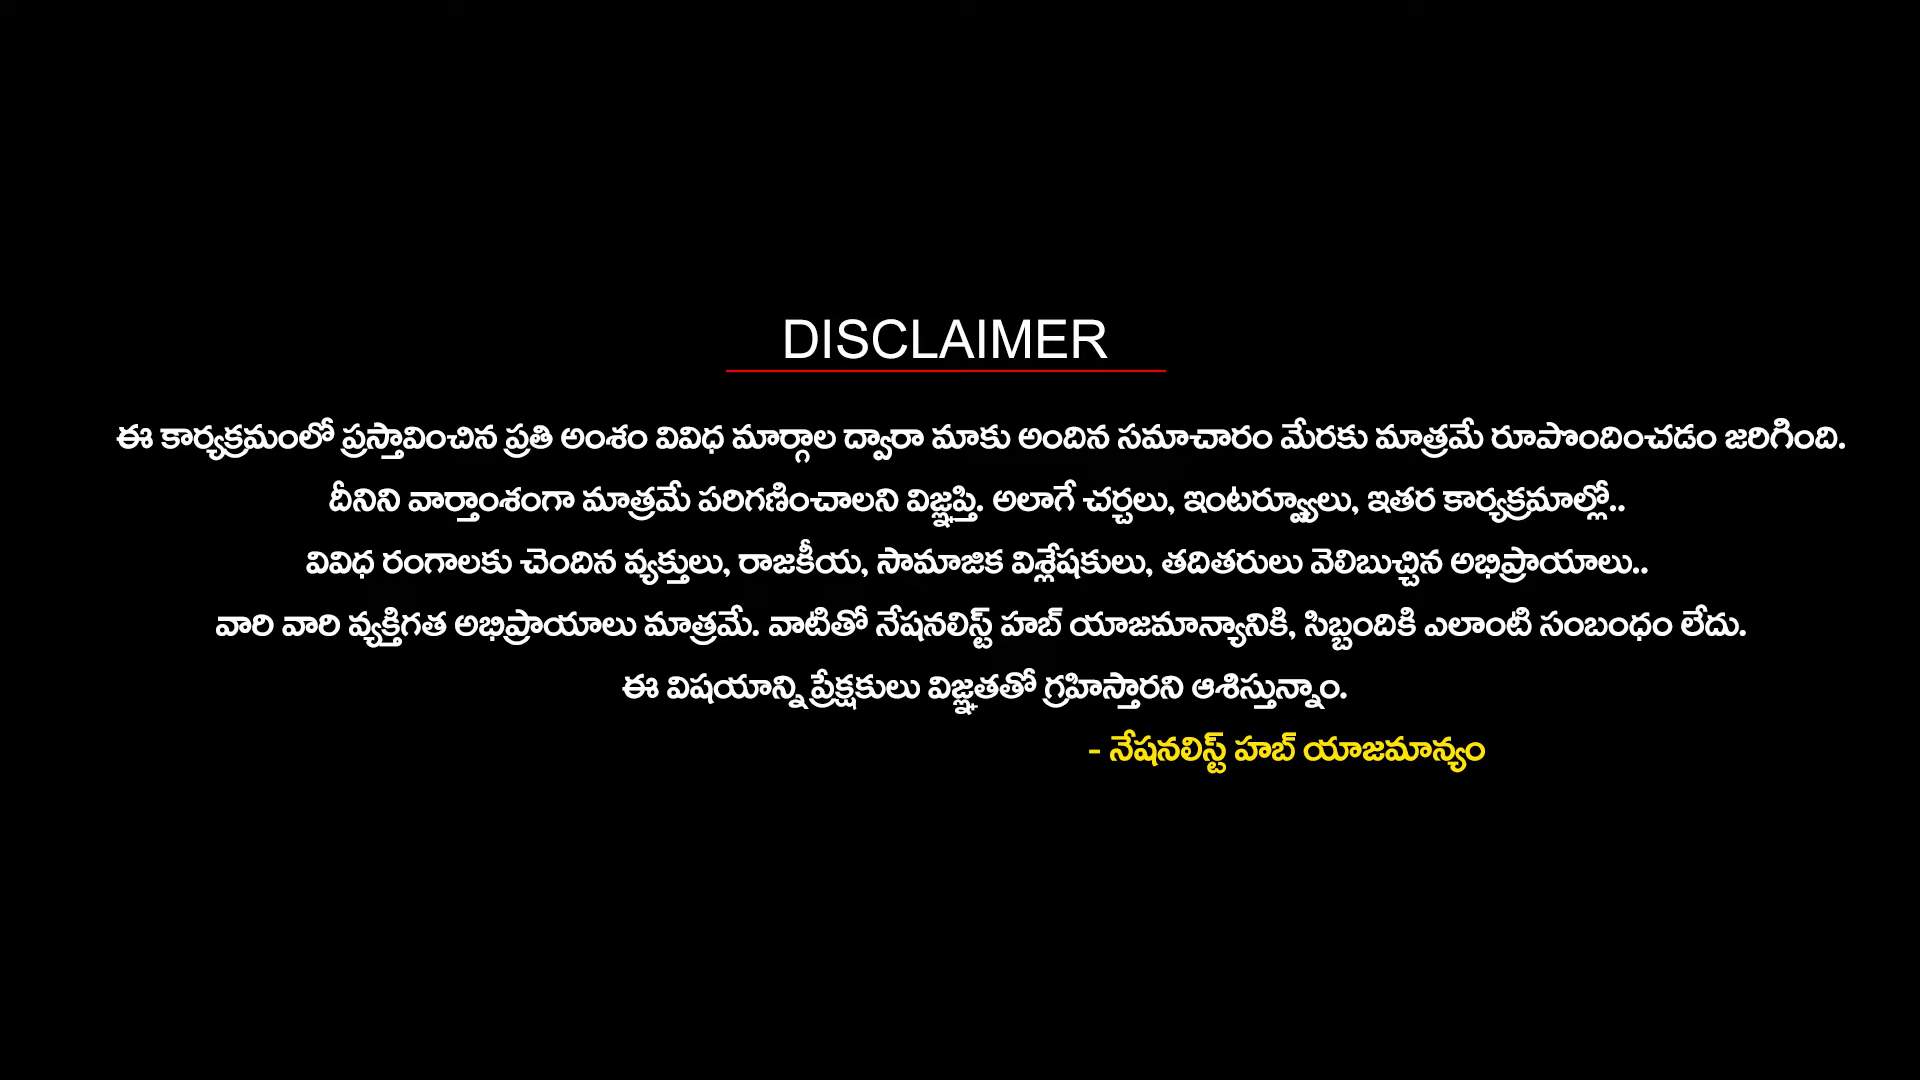 DISCLAIMER
ఈ కార్యక్రమంలో ప్రస్తావించిన ప్రతి అంశం వివిధ మార్గాల ద్వారా మాకు అందిన సమాచారం మేరకు మాత్రమే రూపొందించడం జరిగింది.
దీనిని వార్తాంశంగా మాత్రమే పరిగణించాలని విజ్ఞప్తి. అలాగే చర్చలు, ఇంటర్వ్యూలు, ఇతర కార్యక్రమాల్లో..
వివిధ రంగాలకు చెందిన వ్యక్తులు, రాజకీయ, సామాజిక విశ్లేషకులు, తదితరులు వెలిబుచ్చిన అభిప్రాయాలు..
వారి వారి వ్యక్తిగత అభిప్రాయాలు మాత్రమే. వాటితో నేషనలిస్ట్ హబ్ యాజమాన్యానికి, సిబ్బందికి ఎలాంటి సంబంధం లేదు.
ఈ విషయాన్ని ప్రేక్షకులు విజ్ఞతతో గ్రహిస్తారని ఆశిస్తున్నాం.
- నేషనలిస్ట్ హబ్ యాజమాన్యం